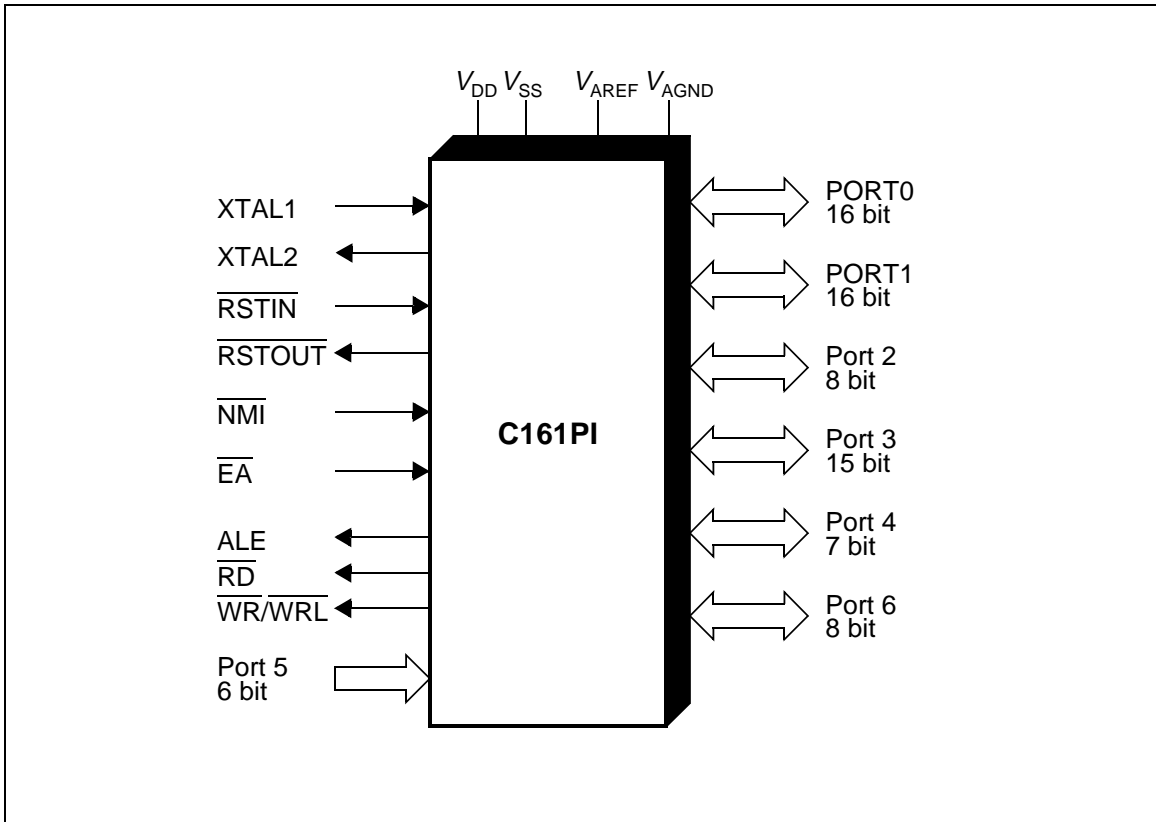 VDD VSS VAREF VAGND
XTAL1
XTAL2
RSTIN
RSTOUT
NMI
EA
ALE
RD
WR/WRL
Port 5
6 bit
C161PI
PORT0
16 bit
PORT1
16 bit
Port 2
8 bit
Port 3
15 bit
Port 4
7 bit
Port 6
8 bit